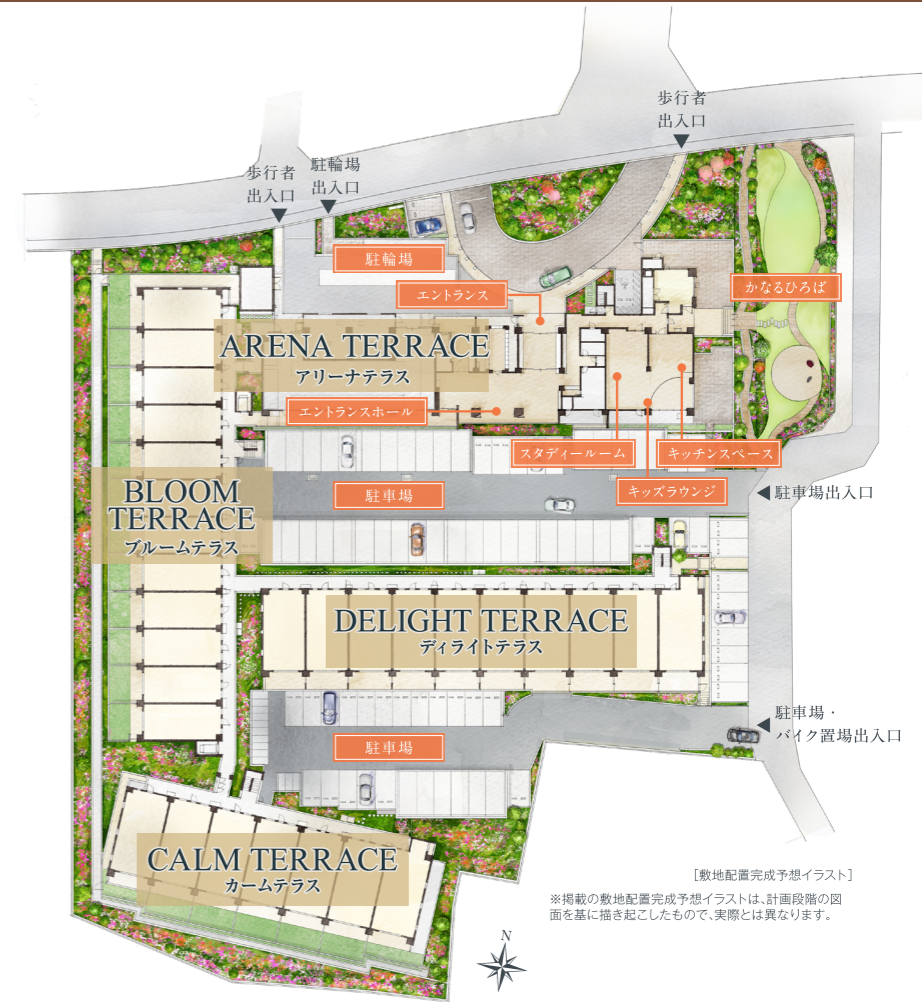 歩行者
出入口
歩行者
出入口
駐輪場
出入口
駐輪場
エントランス
かなるひろば
ARENA TERRACE
アリーナテラス
エントランスホール
スタディールーム
キッチンスペース
キッズラウンジ
駐車場
駐車場出入口
BLOOM
TERRACE
ブルームテラス
DELIGHT TERRACE
ディライトテラス
駐車場・
バイク置場出入口
駐車場
CALM TERRACE
カームテラス
[敷地配置完成予想イラスト]
※掲載の敷地配置完成予想イラストは、計画段階の図
面を基に描き起こしたもので、実際とは異なります。
N